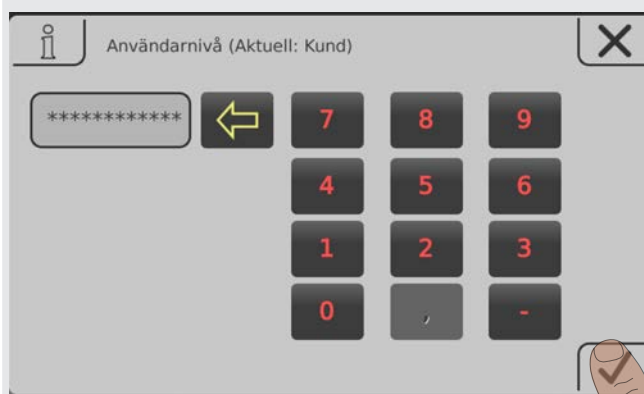 Användarnivå (Aktuell: Kund)
************
7 8 9
4 5 6
1 2 3
0 , -